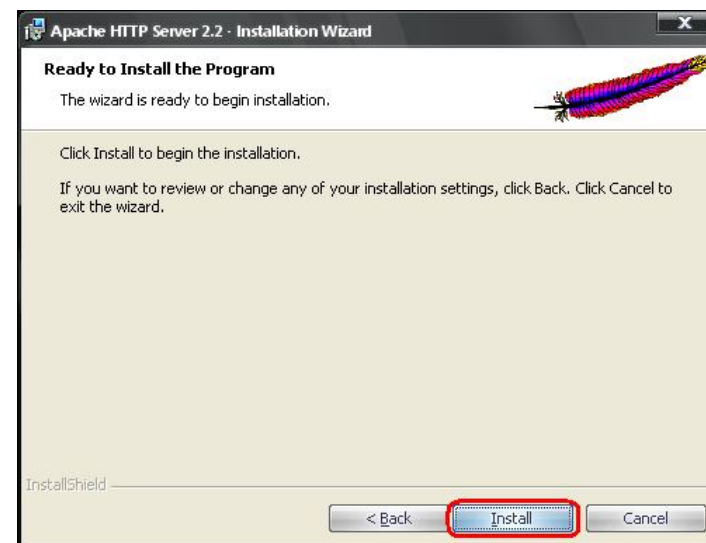 Apache HTTP Server 2.2 - Installation Wizard
X
Ready to Install the Program
The wizard is ready to begin installation.
Click Install to begin the installation.
If you want to review or change any of your installation settings, click Back. Click Cancel to
exit the wizard.
InstallShield
< Back Install Cancel